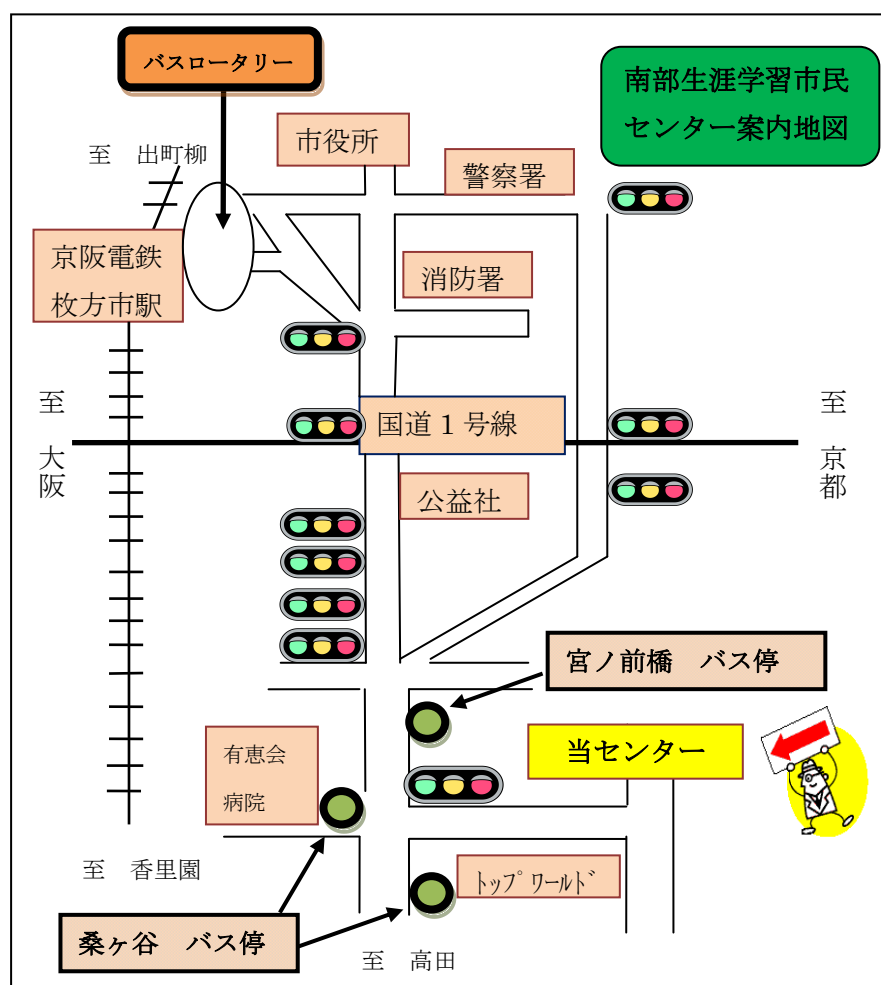 バスロータリー
南部生涯学習市民
センター案内地図
市役所
至　出町柳
警察署
京阪電鉄
枚方市駅
消防署
至　大阪
国道１号線
至　京都
公益社
宮ノ前橋　バス停
有恵会
病院
当センター
至　香里園
ﾄｯﾌﾟﾜｰﾙﾄﾞ
桑ヶ谷　バス停
至　高田